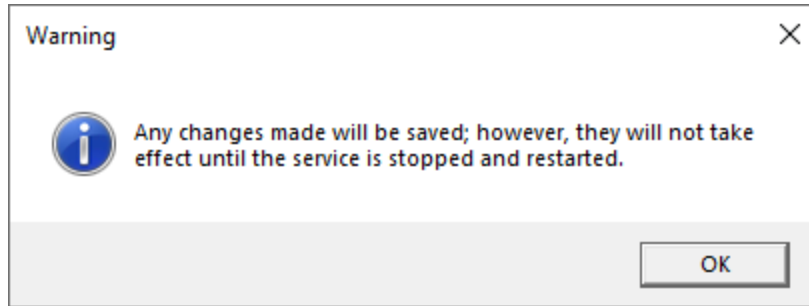 Warning
Any changes made will be saved; however, they will not take
effect until the service is stopped and restarted.
OK